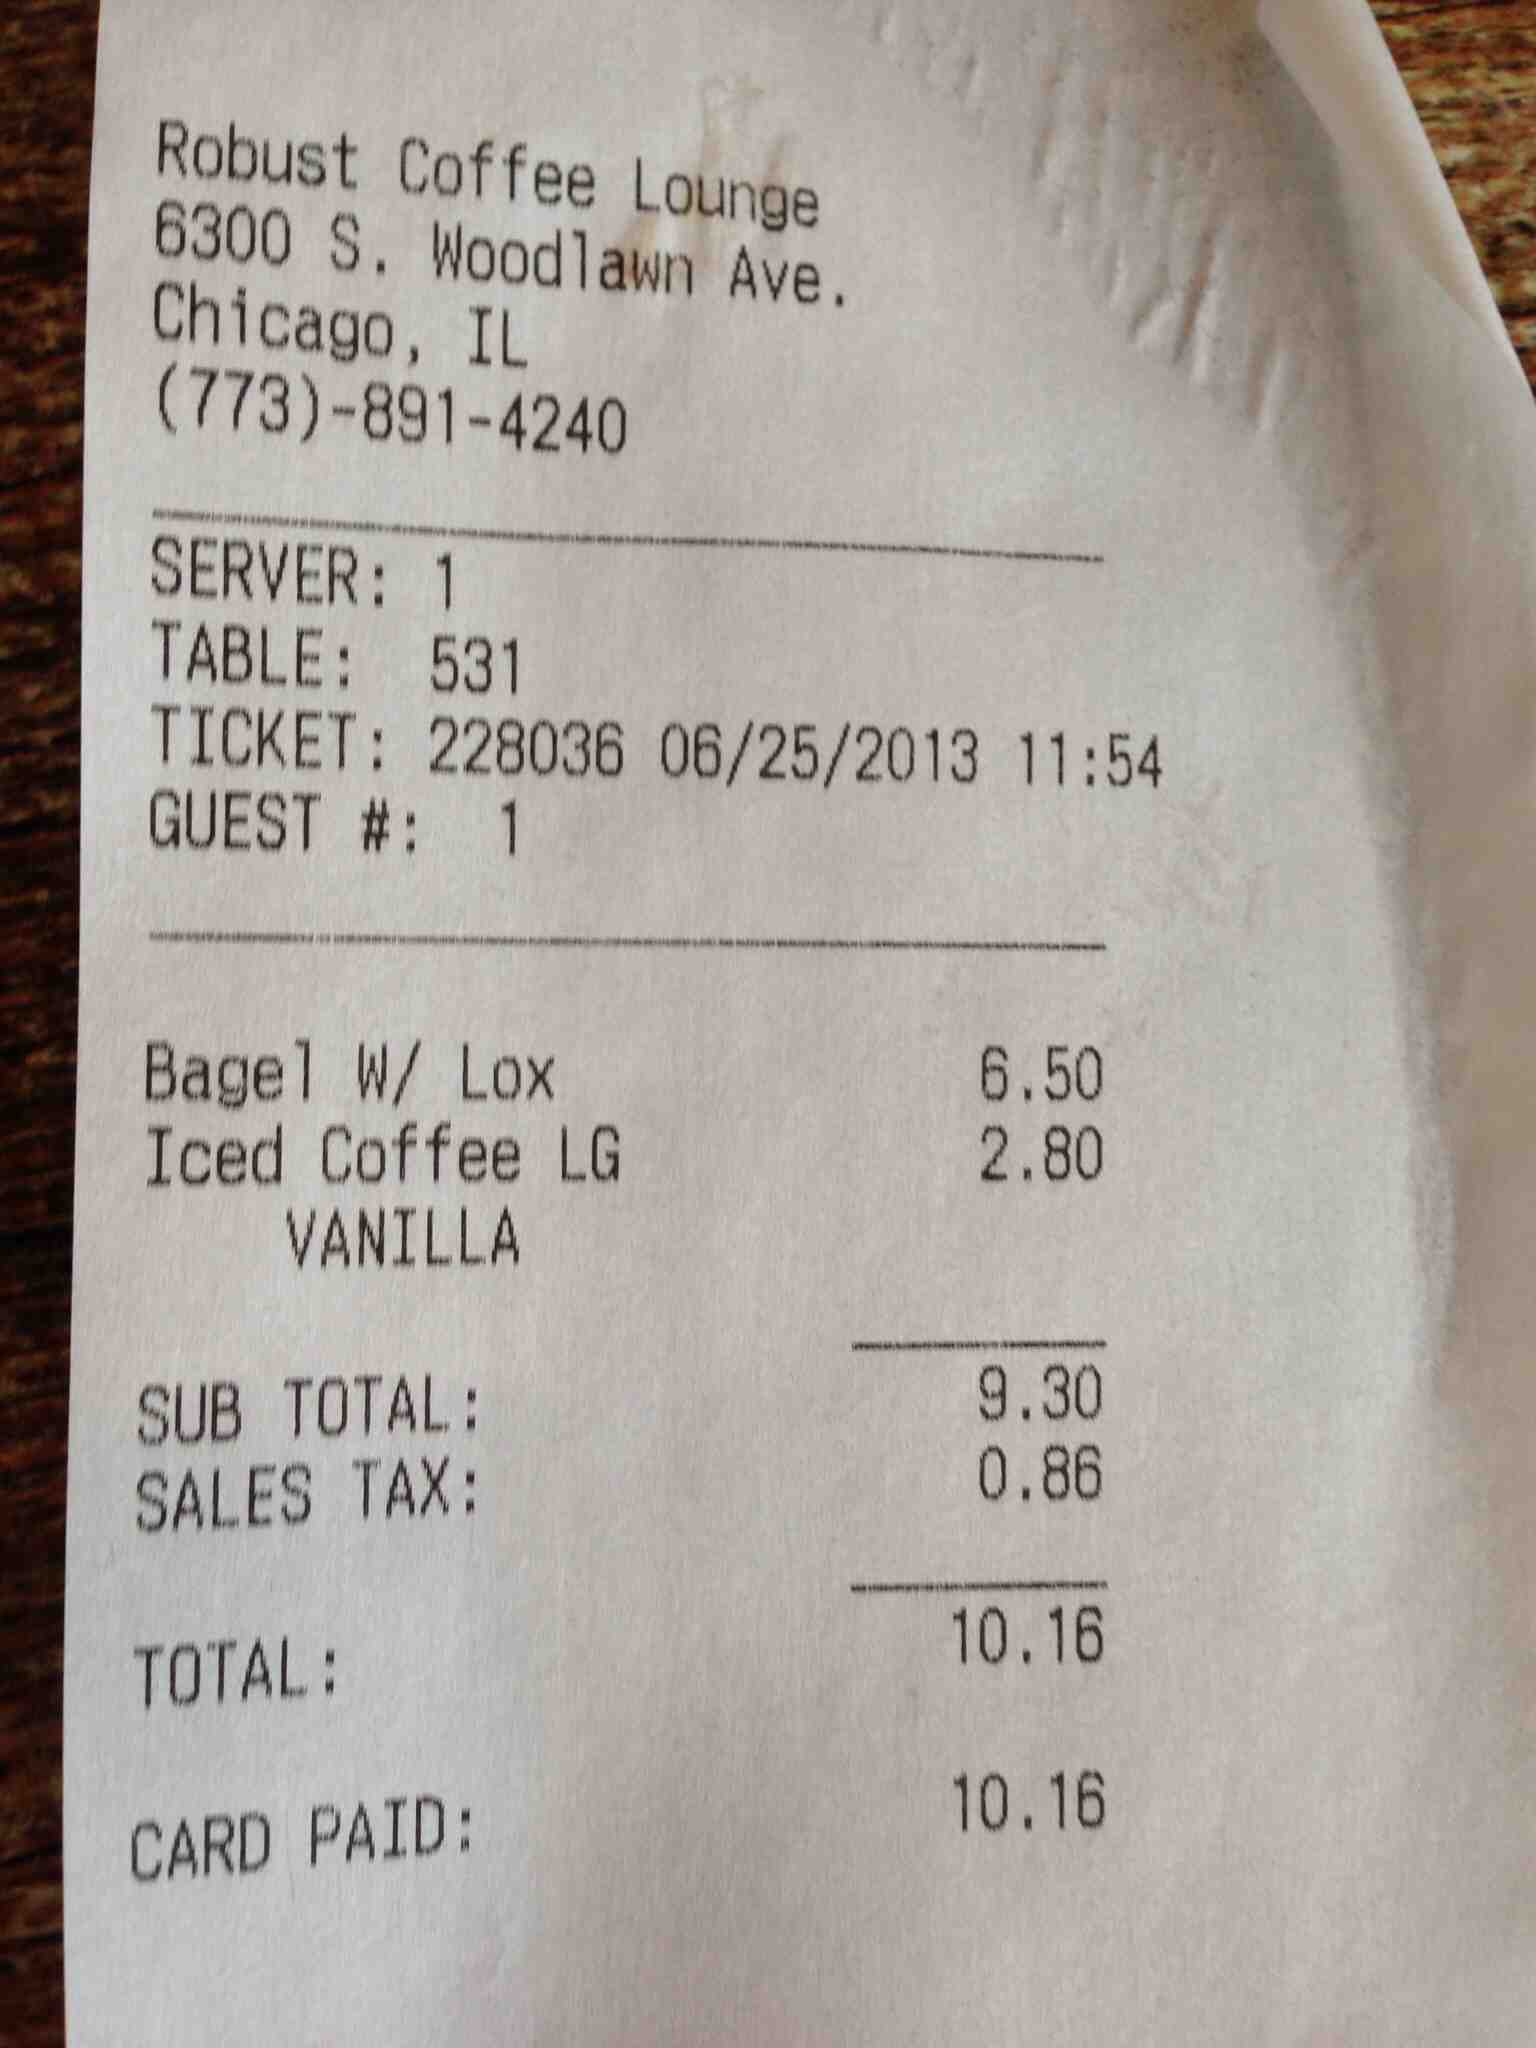 Robust Coffee Lounge
6300 S. Woodlawn Ave.
Chicago, IL
(773)-891-4240
SERVER: 1
TABLE: 531
TICKET: 228036 06/25/2013 11:54
GUEST #: 1
Bagel W/ Lox 6.50
Iced Coffee LG 2.80
VANILLA
SUB TOTAL: 9.30
SALES TAX: 0.86
TOTAL: 10.16
CARD PAID: 10.16